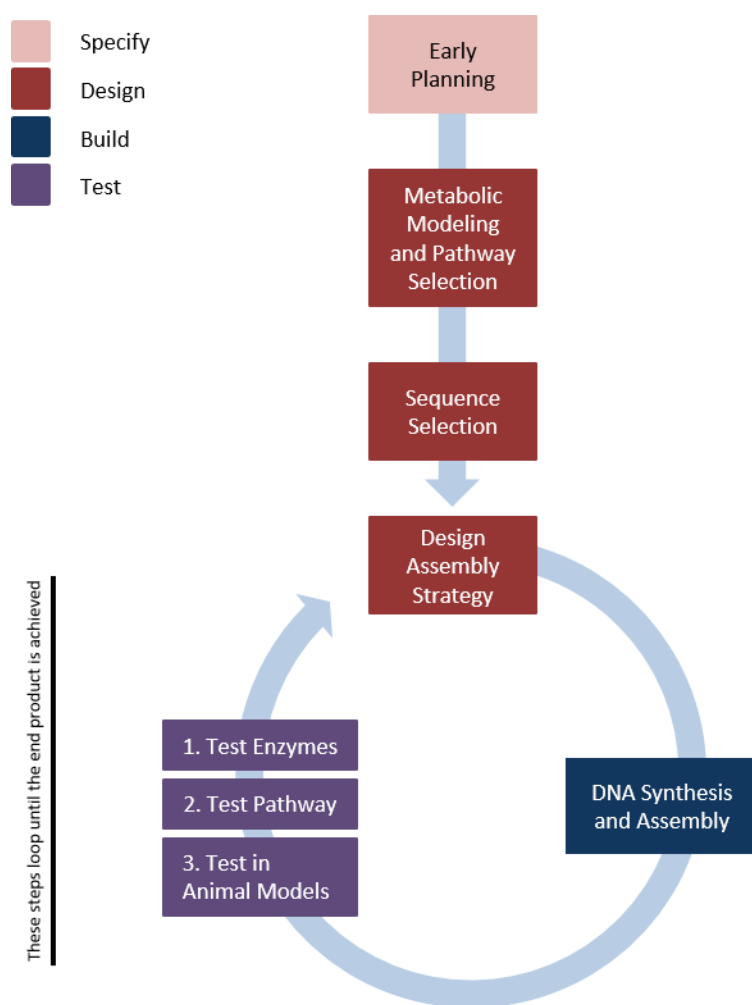 Specify
Design
Build
Test
Early
Planning
Metabolic
Modeling
and Pathway
Selection
Sequence
Selection
Design
Assembly
Strategy
DNA Synthesis
and Assembly
1. Test Enzymes
2. Test Pathway
3. Test in
Animal Models
These steps loop until the end product is achieved